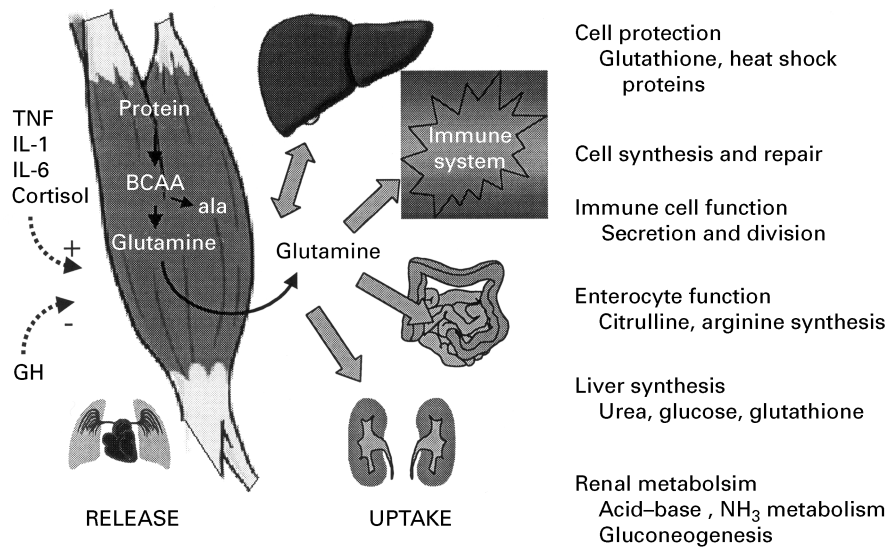 TNF
IL-1
IL-6
Cortisol
+
-
GH
Protein
BCAA
ala
Glutamine
Glutamine
Immune
system
RELEASE
UPTAKE
Cell protection
Glutathione, heat shock
proteins
Cell synthesis and repair
Immune cell function
Secretion and division
Enterocyte function
Citrulline, arginine synthesis
Liver synthesis
Urea, glucose, glutathione
Renal metabolsim
Acid–base , NH₃ metabolism
Gluconeogenesis